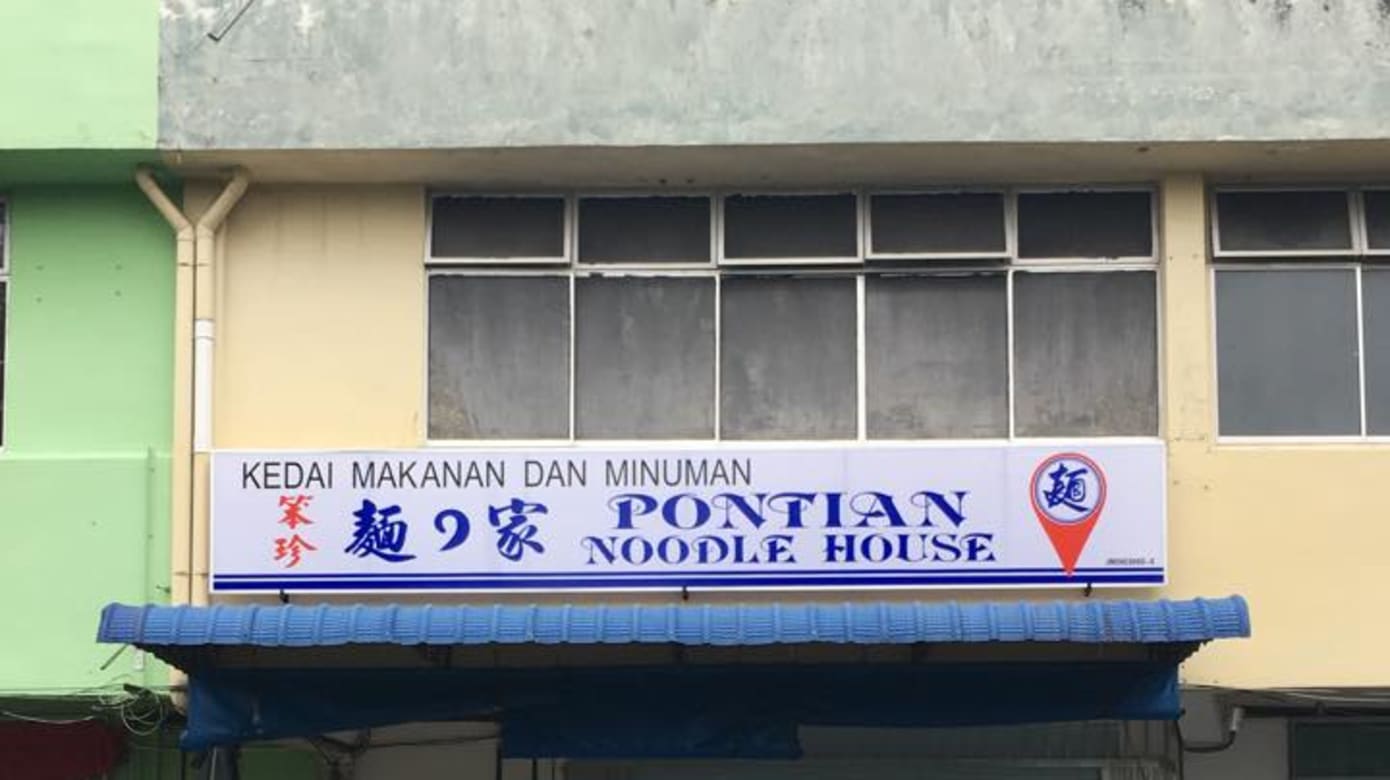 KEDAI MAKANAN DAN MINUMAN
笨珍
麵の家
PONTIAN
NOODLE HOUSE
麵